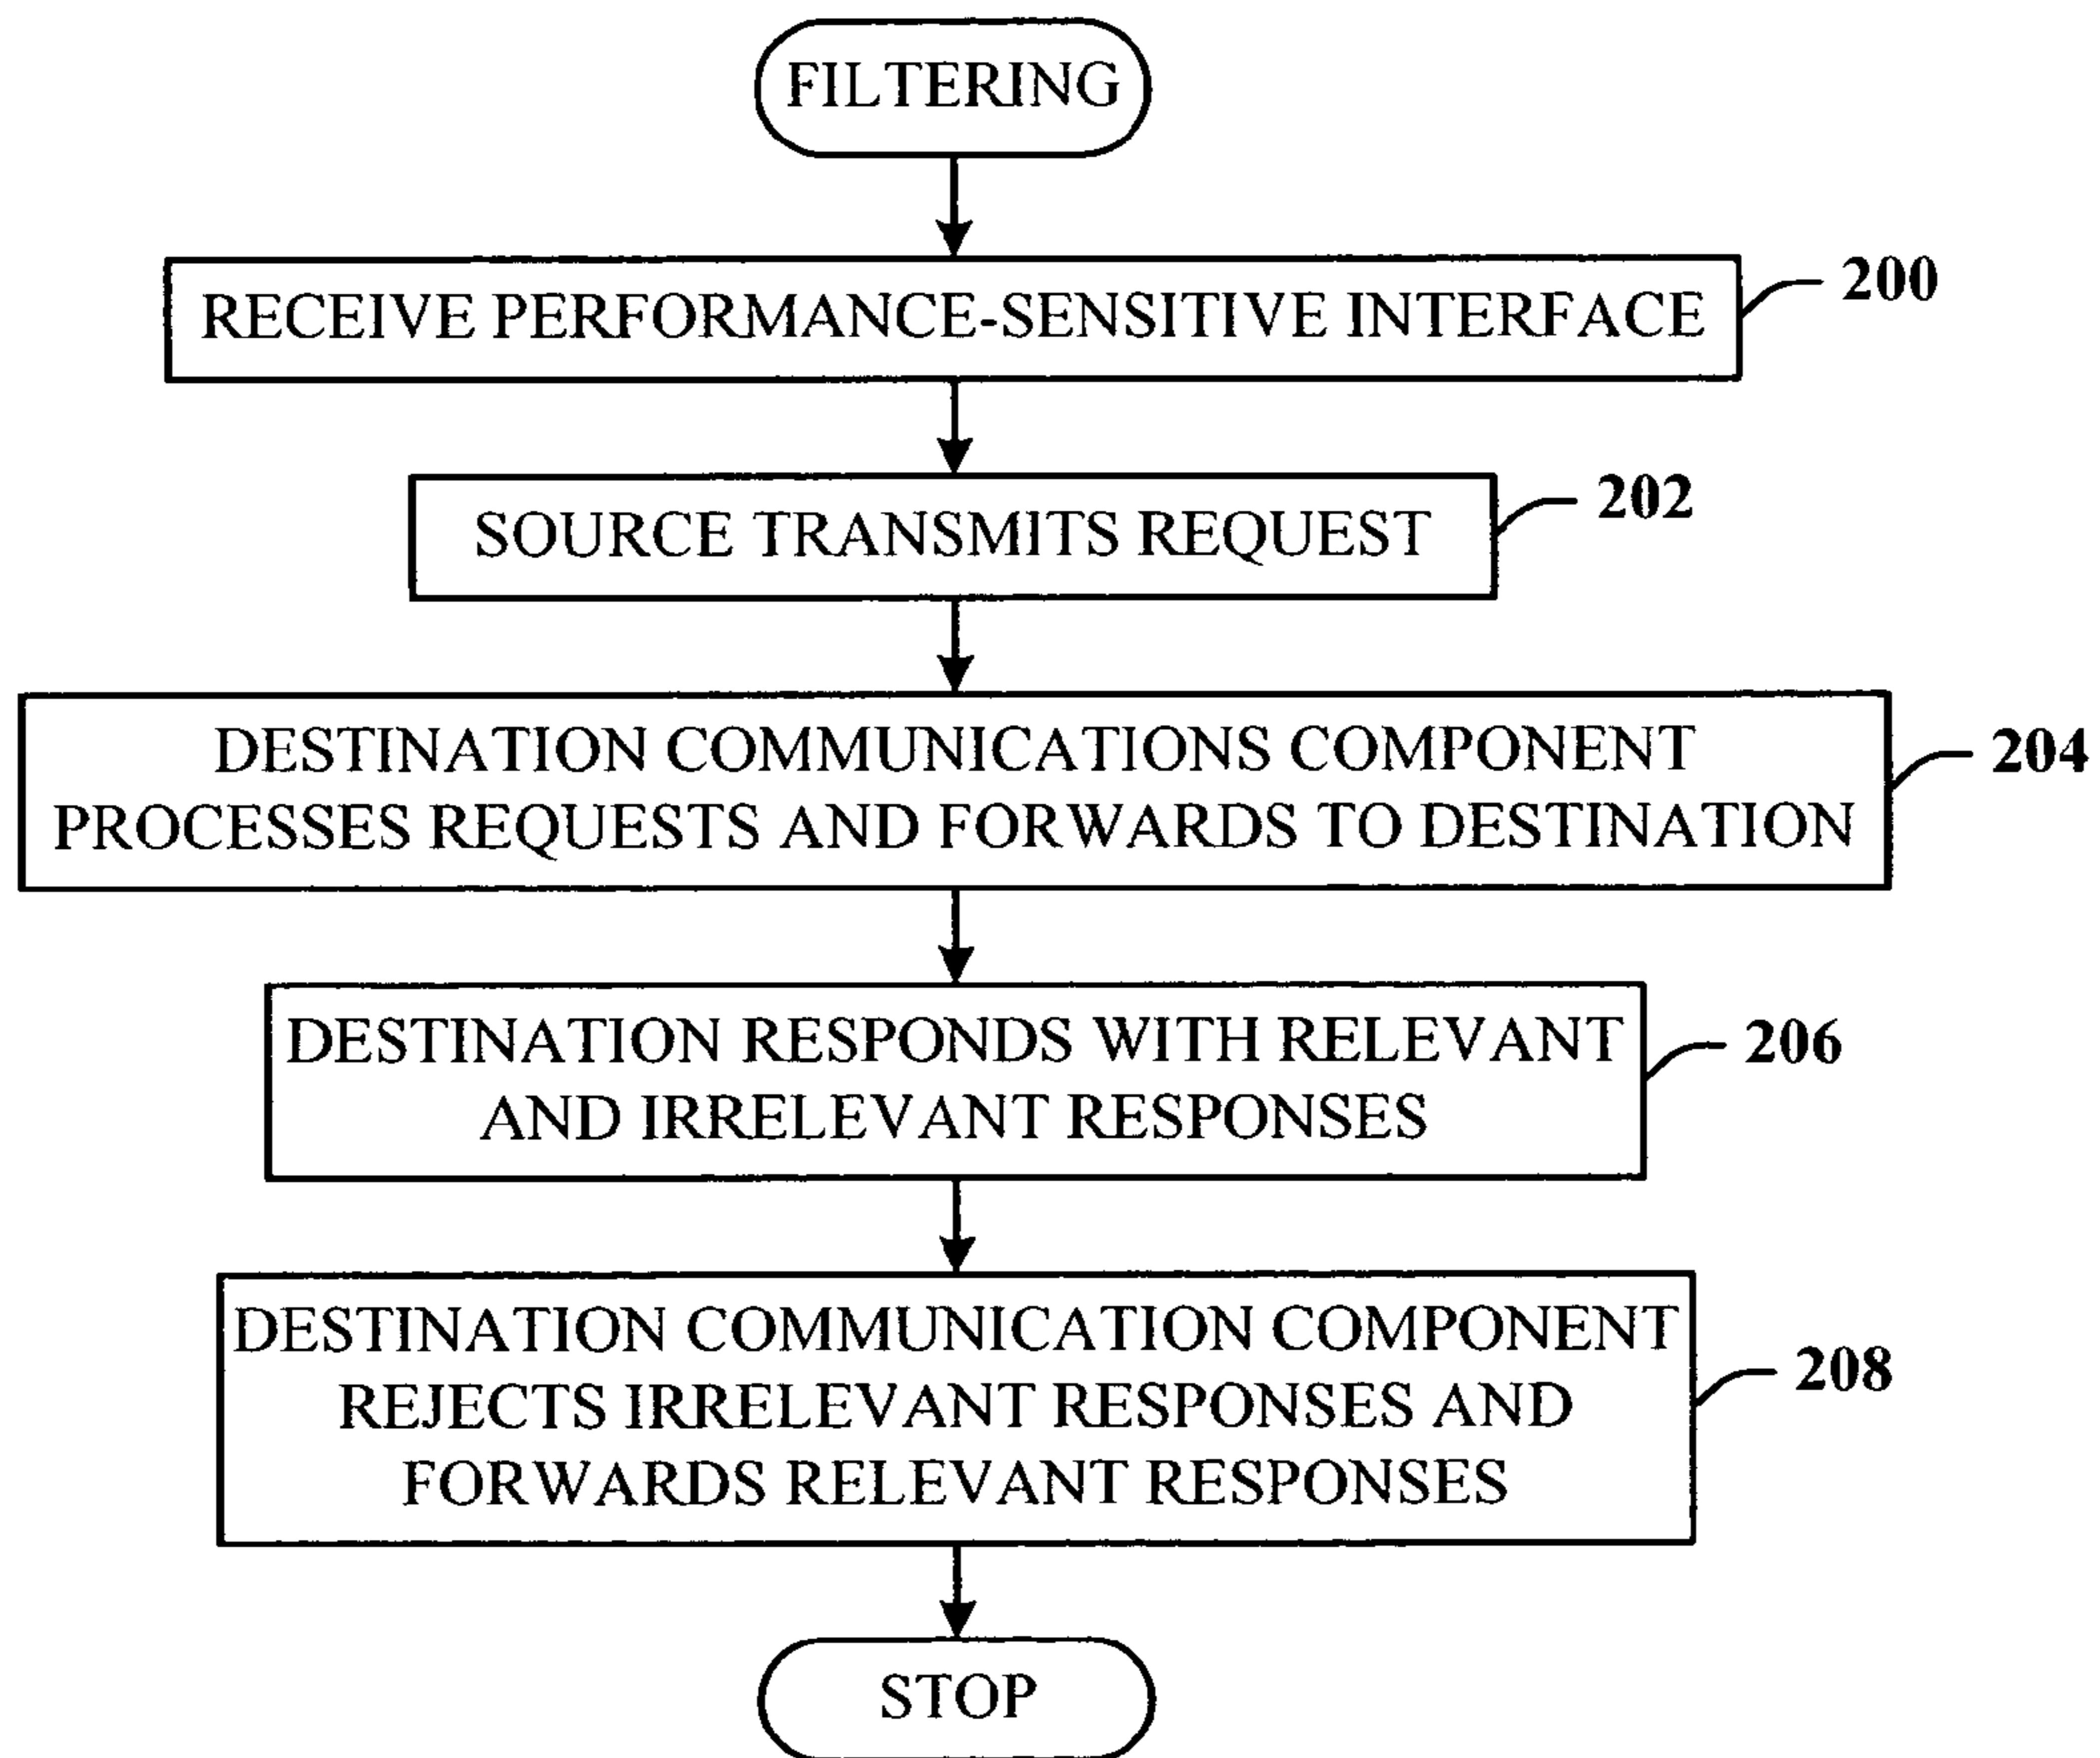 FILTERING
RECEIVE PERFORMANCE-SENSITIVE INTERFACE
200
SOURCE TRANSMITS REQUEST
202
DESTINATION COMMUNICATIONS COMPONENT
PROCESSES REQUESTS AND FORWARDS TO DESTINATION
204
DESTINATION RESPONDS WITH RELEVANT
AND IRRELEVANT RESPONSES
206
DESTINATION COMMUNICATION COMPONENT
REJECTS IRRELEVANT RESPONSES AND
FORWARDS RELEVANT RESPONSES
208
STOP